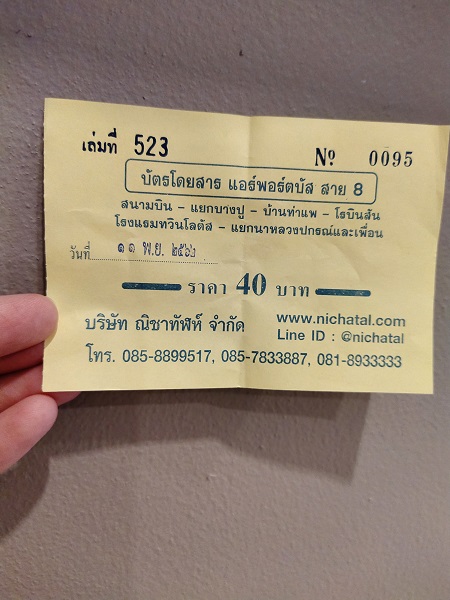 เล่มที่ 523 Nº 0095
บัตรโดยสาร แอร์พอร์ตบัส สาย 8
สนามบิน - แยกบางปู - บ้านท่าแพ - โรบินสัน
โรงแรมทวินโลตัส - แยกนาหลวงปกรณ์และเพื่อน
วันที่ ๑๑ พ.ย. ๒๕๖๒
ราคา 40 บาท
บริษัท ณิชาทัฬห์ จำกัด www.nichatal.com
Line ID : @nichatal
โทร. 085-8899517, 085-7833887, 081-8933333